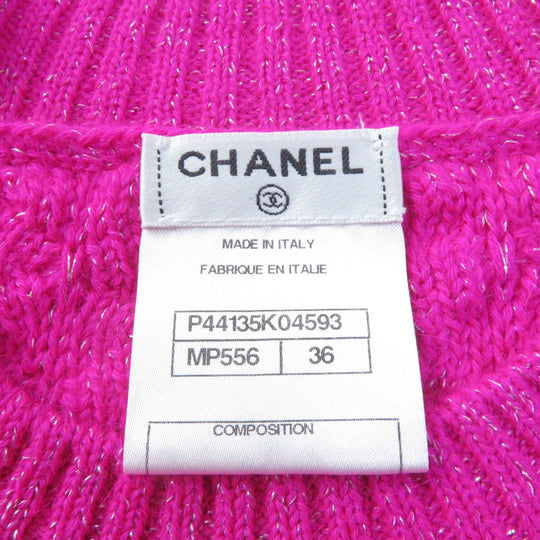 CHANEL
MADE IN ITALY
FABRIQUE EN ITALIE
P44135K04593
MP556 36
COMPOSITION